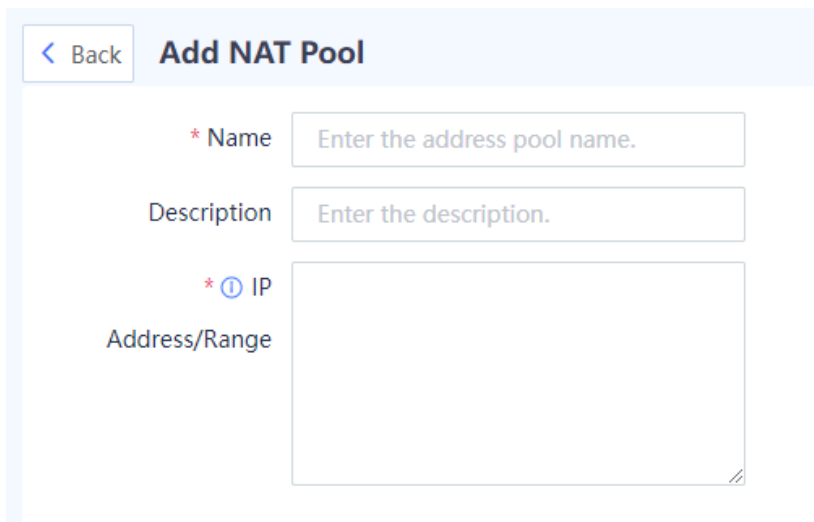 Back Add NAT Pool
* Name Enter the address pool name.
Description Enter the description.
* IP
Address/Range